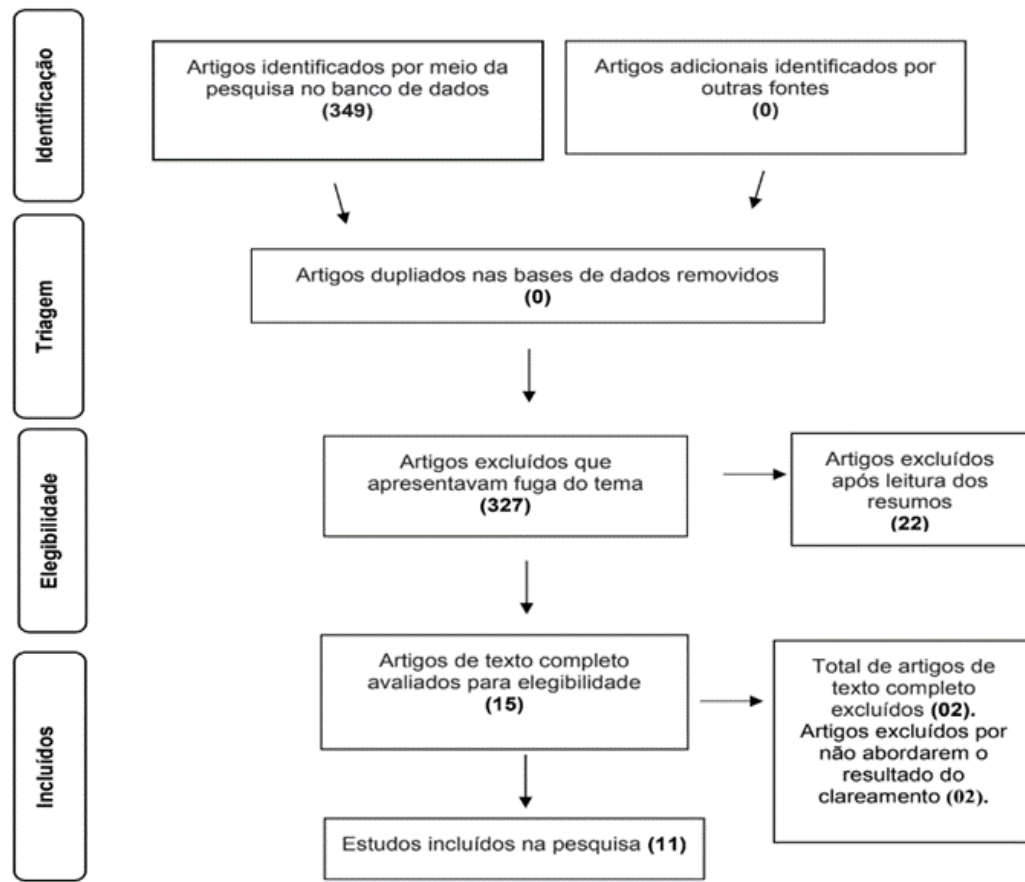 Identificação
Artigos identificados por meio da
pesquisa no banco de dados
(349)
Artigos adicionais identificados por
outras fontes
(0)
Triagem
Artigos dupliados nas bases de dados removidos
(0)
Elegibilidade
Artigos excluídos que
apresentavam fuga do tema
(327)
Artigos excluídos
após leitura dos
resumos
(22)
Incluídos
Artigos de texto completo
avaliados para elegibilidade
(15)
Total de artigos de
texto completo
excluídos (02).
Artigos excluídos por
não abordarem o
resultado do
clareamento (02).
Estudos incluídos na pesquisa (11)